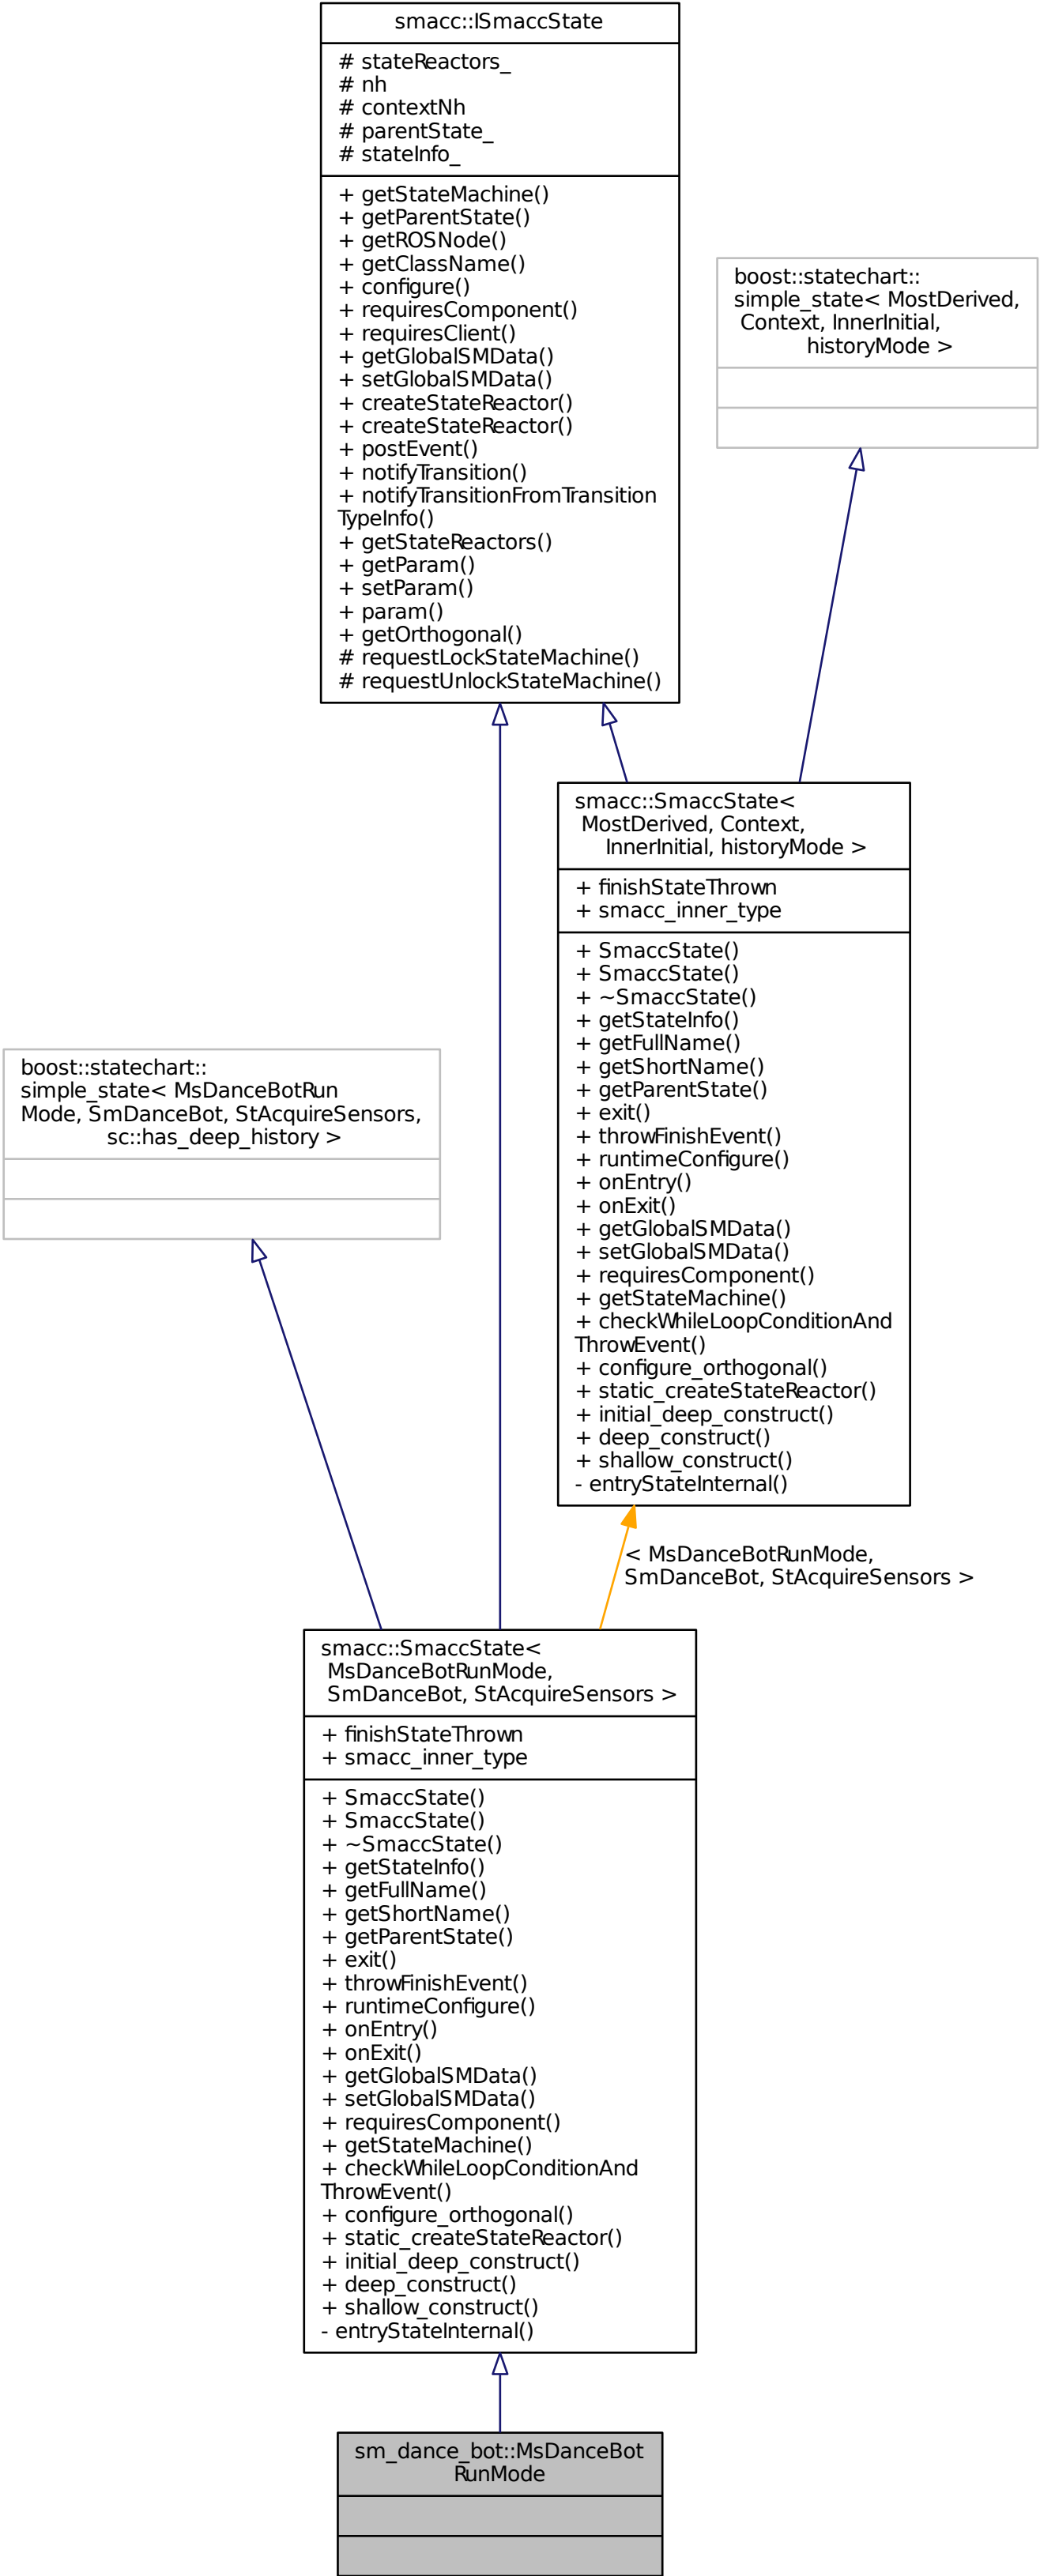 smacc::ISmaccState
# stateReactors_
# nh
# contextNh
# parentState_
# stateInfo_
+ getStateMachine()
+ getParentState()
+ getROSNode()
+ getClassName()
+ configure()
+ requiresComponent()
+ requiresClient()
+ getGlobalSMData()
+ setGlobalSMData()
+ createStateReactor()
+ createStateReactor()
+ postEvent()
+ notifyTransition()
+ notifyTransitionFromTransition
TypeInfo()
+ getStateReactors()
+ getParam()
+ setParam()
+ param()
+ getOrthogonal()
# requestLockStateMachine()
# requestUnlockStateMachine()
boost::statechart::
simple_state< MostDerived,
Context, InnerInitial,
historyMode >
smacc::SmaccState<
MostDerived, Context,
InnerInitial, historyMode >
+ finishStateThrown
+ smacc_inner_type
+ SmaccState()
+ SmaccState()
+ ~SmaccState()
+ getStateInfo()
+ getFullName()
+ getShortName()
+ getParentState()
+ exit()
+ throwFinishEvent()
+ runtimeConfigure()
+ onEntry()
+ onExit()
+ getGlobalSMData()
+ setGlobalSMData()
+ requiresComponent()
+ getStateMachine()
+ checkWhileLoopConditionAnd
ThrowEvent()
+ configure_orthogonal()
+ static_createStateReactor()
+ initial_deep_construct()
+ deep_construct()
+ shallow_construct()
- entryStateInternal()
boost::statechart::
simple_state< MsDanceBotRun
Mode, SmDanceBot, StAcquireSensors,
sc::has_deep_history >
< MsDanceBotRunMode,
SmDanceBot, StAcquireSensors >
smacc::SmaccState<
MsDanceBotRunMode,
SmDanceBot, StAcquireSensors >
+ finishStateThrown
+ smacc_inner_type
+ SmaccState()
+ SmaccState()
+ ~SmaccState()
+ getStateInfo()
+ getFullName()
+ getShortName()
+ getParentState()
+ exit()
+ throwFinishEvent()
+ runtimeConfigure()
+ onEntry()
+ onExit()
+ getGlobalSMData()
+ setGlobalSMData()
+ requiresComponent()
+ getStateMachine()
+ checkWhileLoopConditionAnd
ThrowEvent()
+ configure_orthogonal()
+ static_createStateReactor()
+ initial_deep_construct()
+ deep_construct()
+ shallow_construct()
- entryStateInternal()
sm_dance_bot::MsDanceBot
RunMode